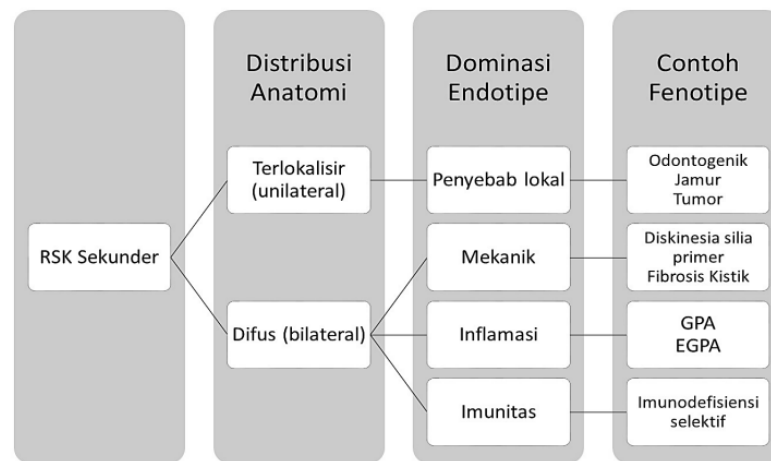 Distribusi
Anatomi
Dominasi
Endotipe
Contoh
Fenotipe
RSK Sekunder
Terlokalisir
(unilateral)
Penyebab lokal
Odontogenik
Jamur
Tumor
Difus (bilateral)
Mekanik
Diskinesia silia
primer
Fibrosis Kistik
Inflamasi
GPA
EGPA
Imunitas
Imunodefisiensi
selektif